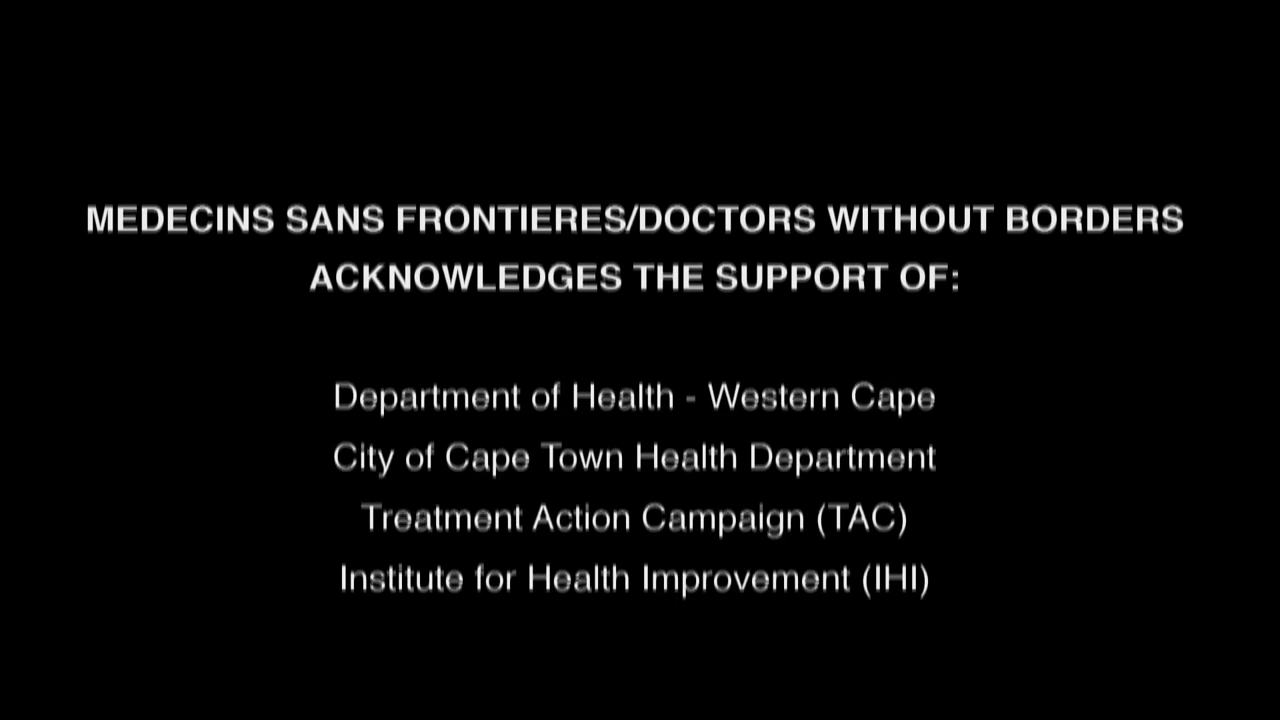 MEDECINS SANS FRONTIERES/DOCTORS WITHOUT BORDERS
ACKNOWLEDGES THE SUPPORT OF:
Department of Health - Western Cape
City of Cape Town Health Department
Treatment Action Campaign (TAC)
Institute for Health Improvement (IHI)